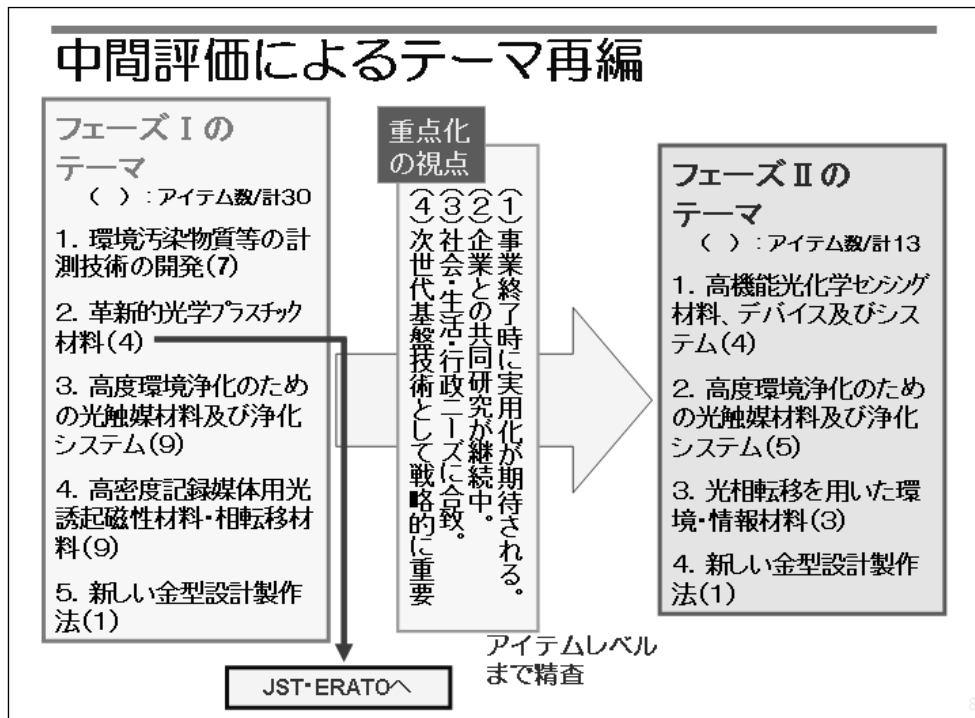 中間評価によるテーマ再編
フェーズⅠの
テーマ
（　）：アイテム数/計30
1. 環境汚染物質等の計
測技術の開発(7)
2. 革新的光学プラスチック
材料(4)
3. 高度環境浄化のため
の光触媒材料及び浄化
システム(9)
4. 高密度記録媒体用光
誘起磁性材料・相転移材
料(9)
5. 新しい金型設計製作
法(1)
JST・ERATOへ
重点化
の視点
(1)事業終了時に実用化が期待される。
(2)企業との共同研究が継続中。
(3)社会・生活・行政ニーズに合致。
(4)次世代基盤技術として戦略的に重要
アイテムレベル
まで精査
フェーズⅡの
テーマ
（　）：アイテム数/計13
1. 高機能光化学センシング
材料、デバイス及びシス
テム(4)
2. 高度環境浄化のため
の光触媒材料及び浄化
システム(5)
3. 光相転移を用いた環
境・情報材料(3)
4. 新しい金型設計製作
法(1)
8